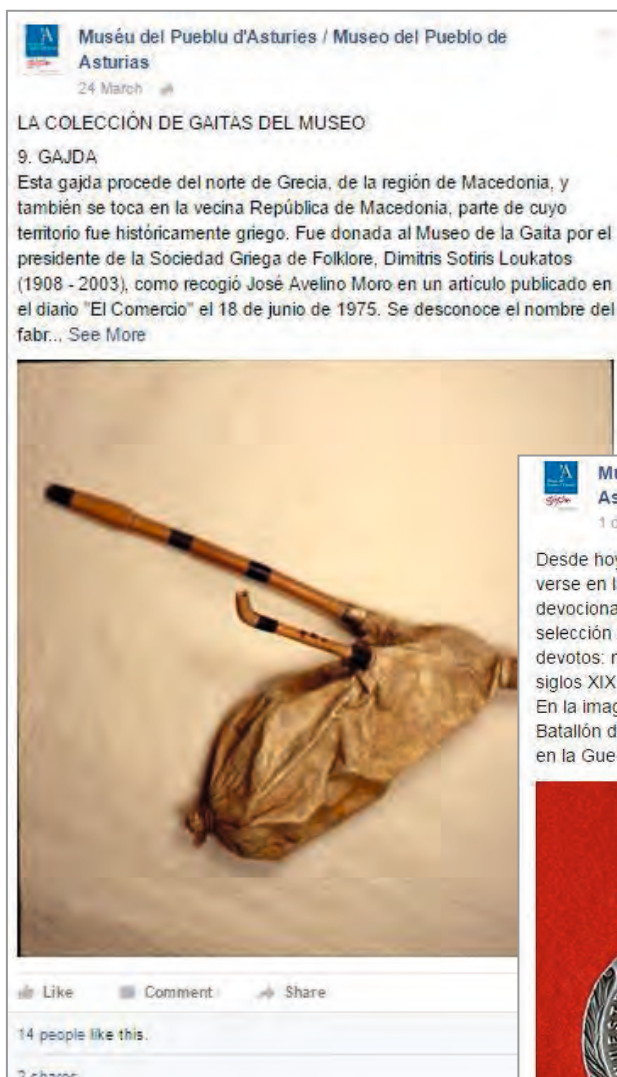 Muséu del Pueblu d'Asturies / Museo del Pueblo de
Asturias
24 March
LA COLECCIÓN DE GAITAS DEL MUSEO
9. GAJDA
Esta gajda procede del norte de Grecia, de la región de Macedonia, y
también se toca en la vecina República de Macedonia, parte de cuyo
territorio fue históricamente griego. Fue donada al Museo de la Gaita por el
presidente de la Sociedad Griega de Folklore, Dimitris Sotiris Loukatos
(1908 - 2003), como recogió José Avelino Moro en un artículo publicado en
el diario "El Comercio" el 18 de junio de 1975. Se desconoce el nombre del
fabr... See More
Like Comment Share
14 people like this.
Desde hoy
verse en
devociona
selección
devotos:
siglos XIX
En la imag
Batallón d
en la Gue